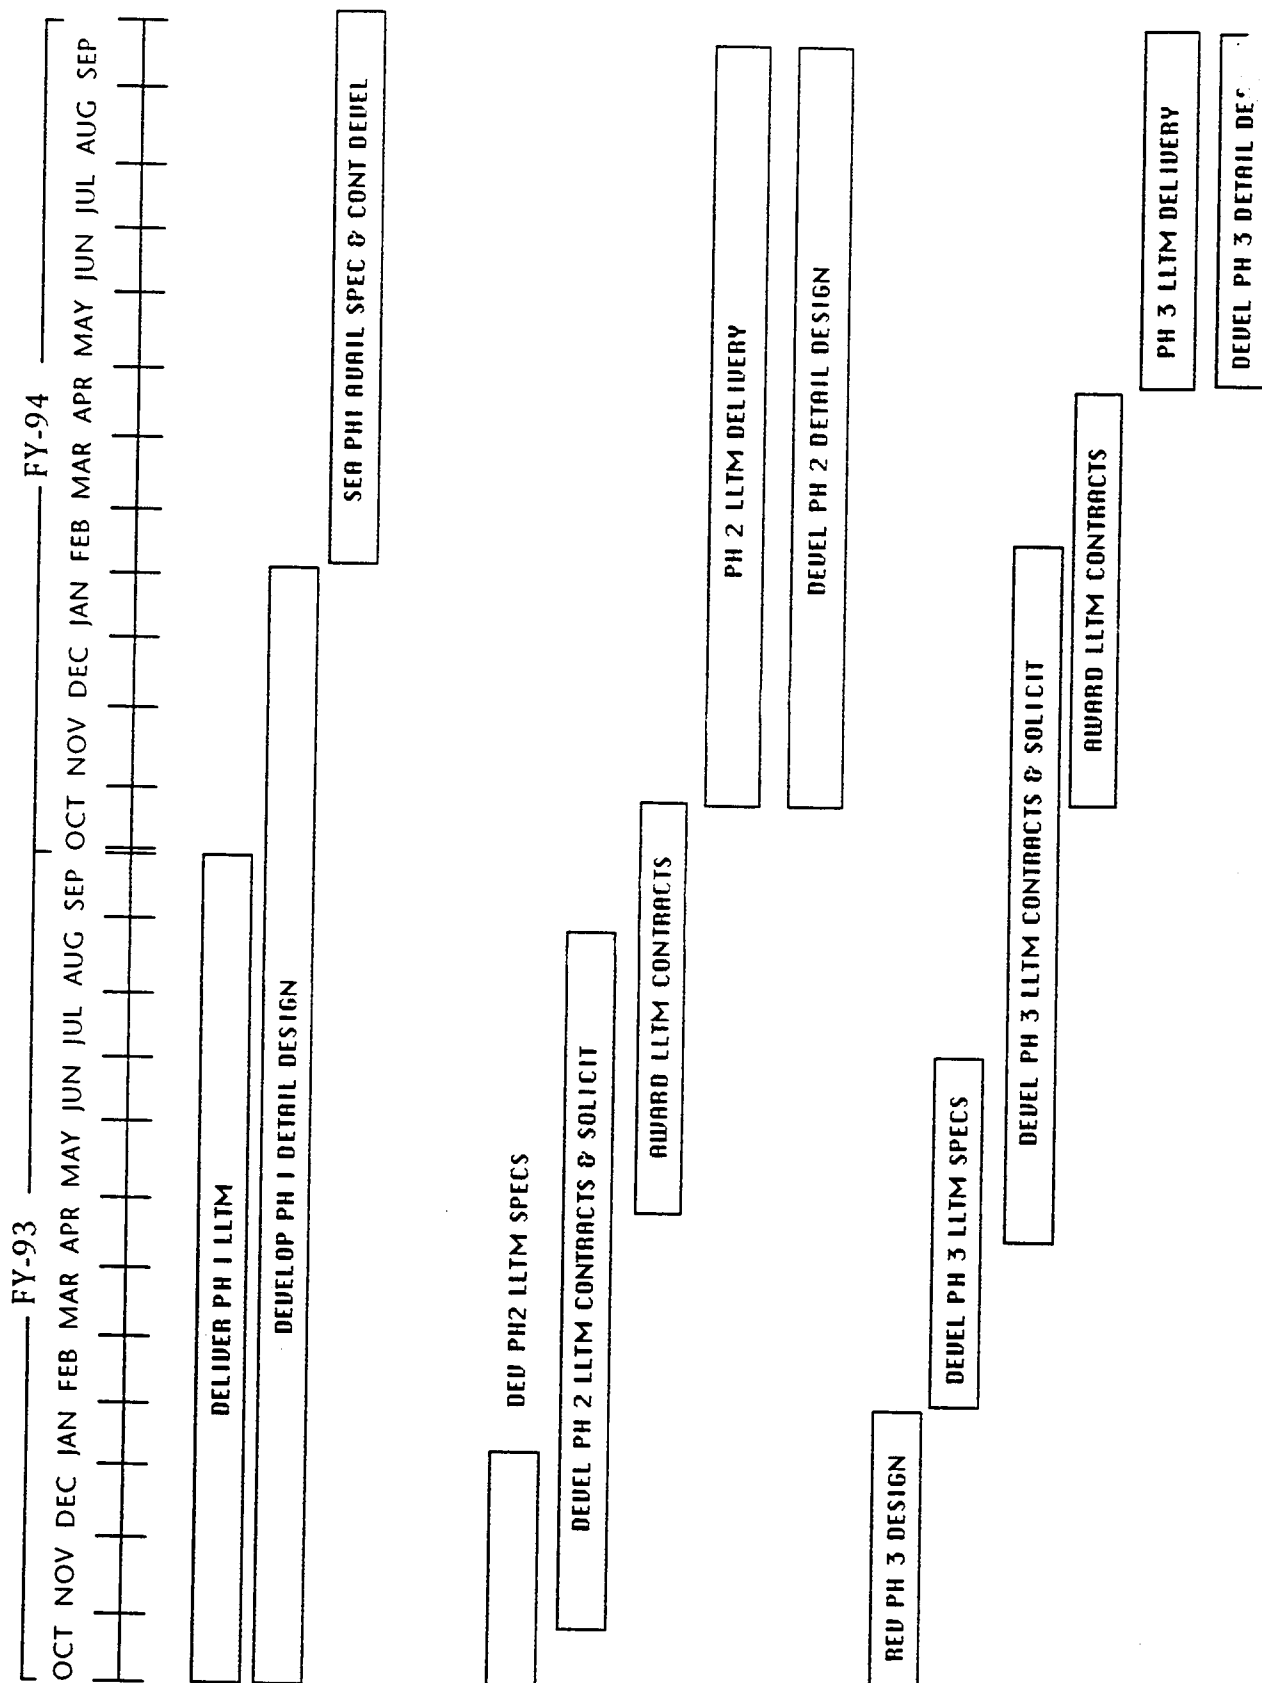 FY-93 FY-94
OCT NOV DEC JAN FEB MAR APR MAY JUN JUL AUG SEP OCT NOV DEC JAN FEB MAR APR MAY JUN JUL AUG SEP
DELIVER PH I LLTM
DEVELOP PH I DETAIL DESIGN
SEA PH1 AVAIL SPEC & CONT DEVEL
DEV PH2 LLTM SPECS
DEVEL PH 2 LLTM CONTRACTS & SOLICIT
AWARD LLTM CONTRACTS
PH 2 LLTM DELIVERY
DEVEL PH 2 DETAIL DESIGN
REV PH 3 DESIGN
DEVEL PH 3 LLTM SPECS
DEVEL PH 3 LLTM CONTRACTS & SOLICIT
AWARD LLTM CONTRACTS
PH 3 LLTM DELIVERY
DEVEL PH 3 DETAIL DES